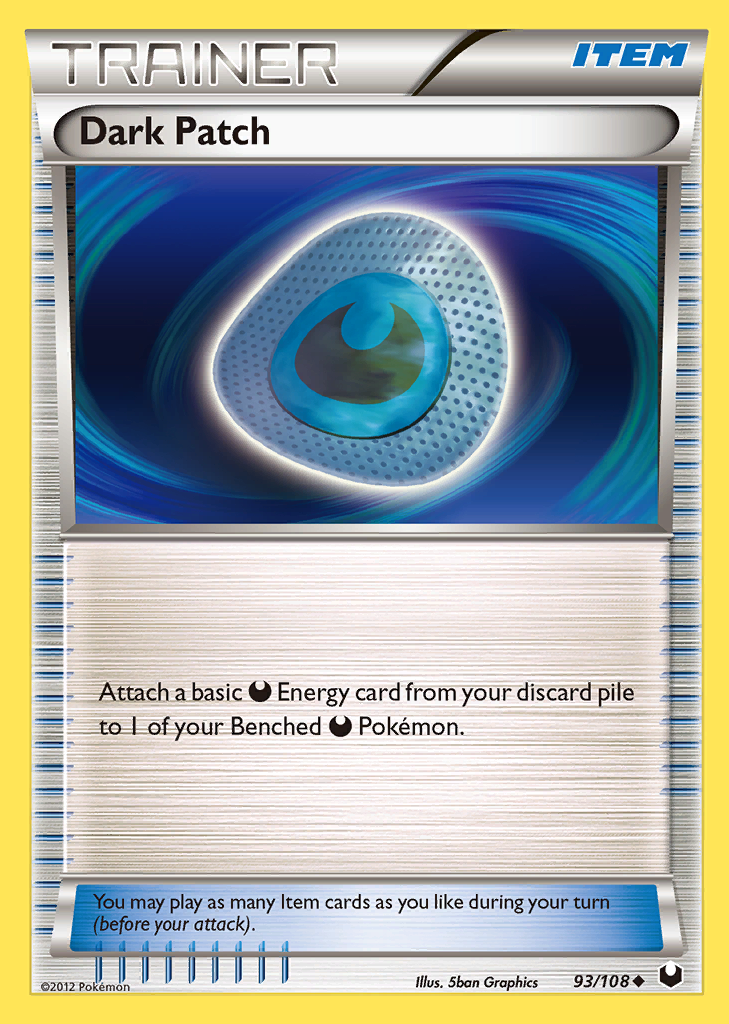 TRAINER
ITEM
Dark Patch
Attach a basic Energy card from your discard pile
to 1 of your Benched Pokémon.
You may play as many Item cards as you like during your turn
(before your attack).
©2012 Pokémon
Illus. 5ban Graphics
93/108